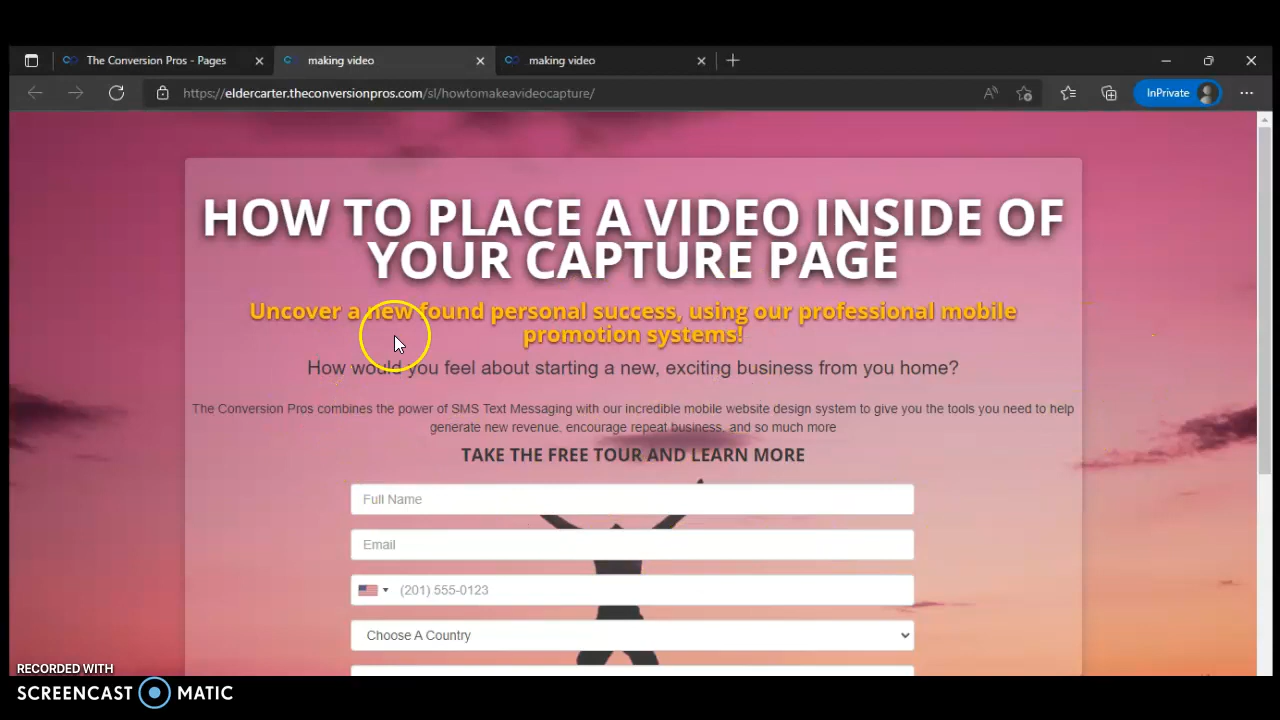 The Conversion Pros - Pages
making video
making video
InPrivate
https://eldercarter.theconversionpros.com/sl/howtomakeavideocapture/
HOW TO PLACE A VIDEO INSIDE OF
YOUR CAPTURE PAGE
Uncover a new found personal success, using our professional mobile
promotion systems!
How would you feel about starting a new, exciting business from you home?
The Conversion Pros combines the power of SMS Text Messaging with our incredible mobile website design system to give you the tools you need to help
generate new revenue, encourage repeat business, and so much more
TAKE THE FREE TOUR AND LEARN MORE
Full Name
Email
(201) 555-0123
Choose A Country
RECORDED WITH
SCREENCAST MATIC